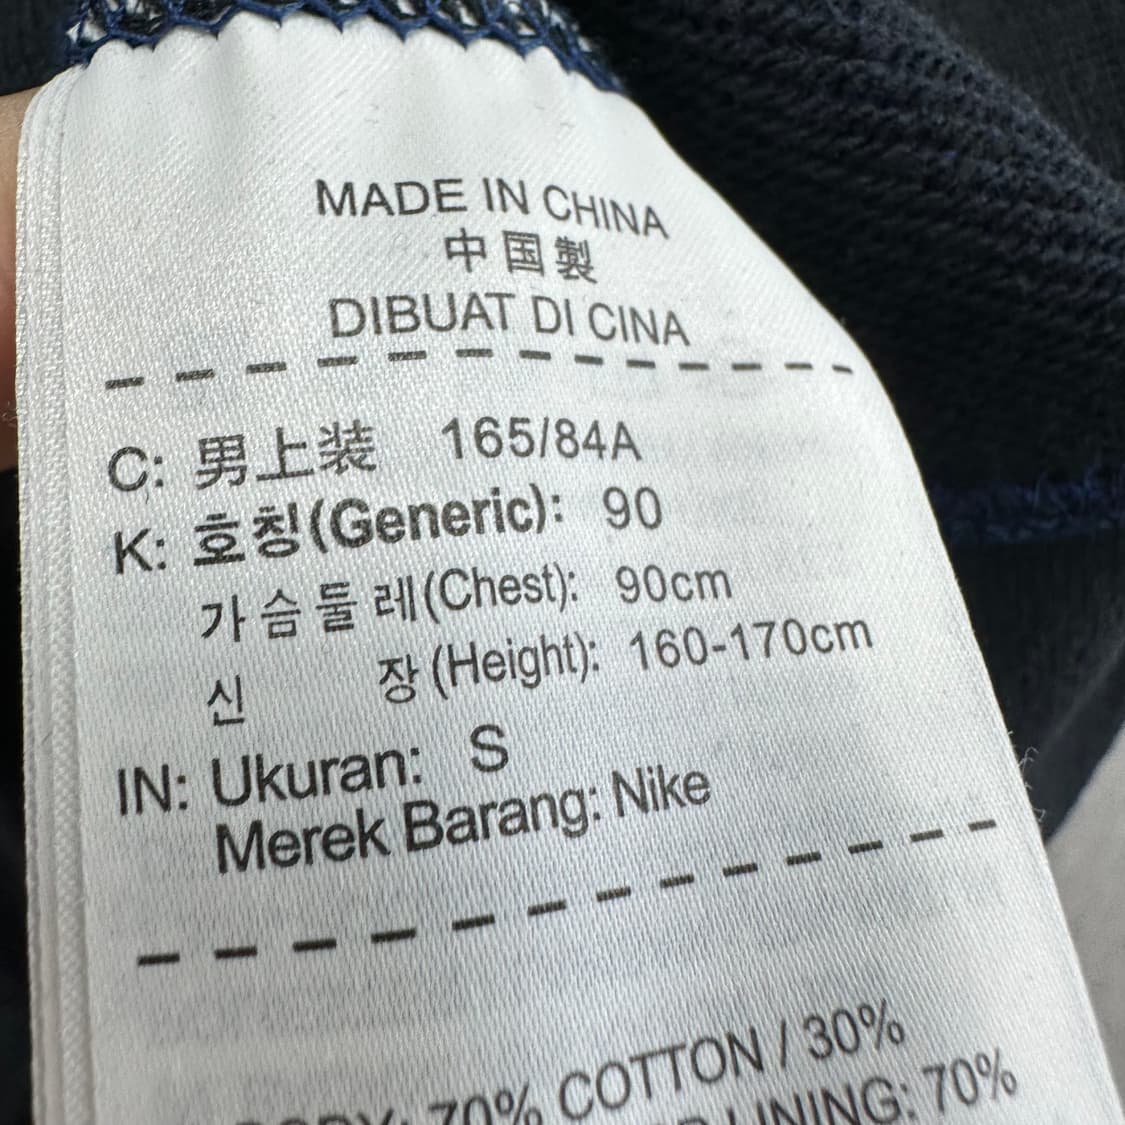 MADE IN CHINA
中国製
DIBUAT DI CINA
C: 男上装 165/84A
K: 호칭(Generic): 90
가슴둘레(Chest): 90cm
신 장(Height): 160-170cm
IN: Ukuran: S
Merek Barang: Nike
BODY: 70% COTTON / 30%
LINING: 70%